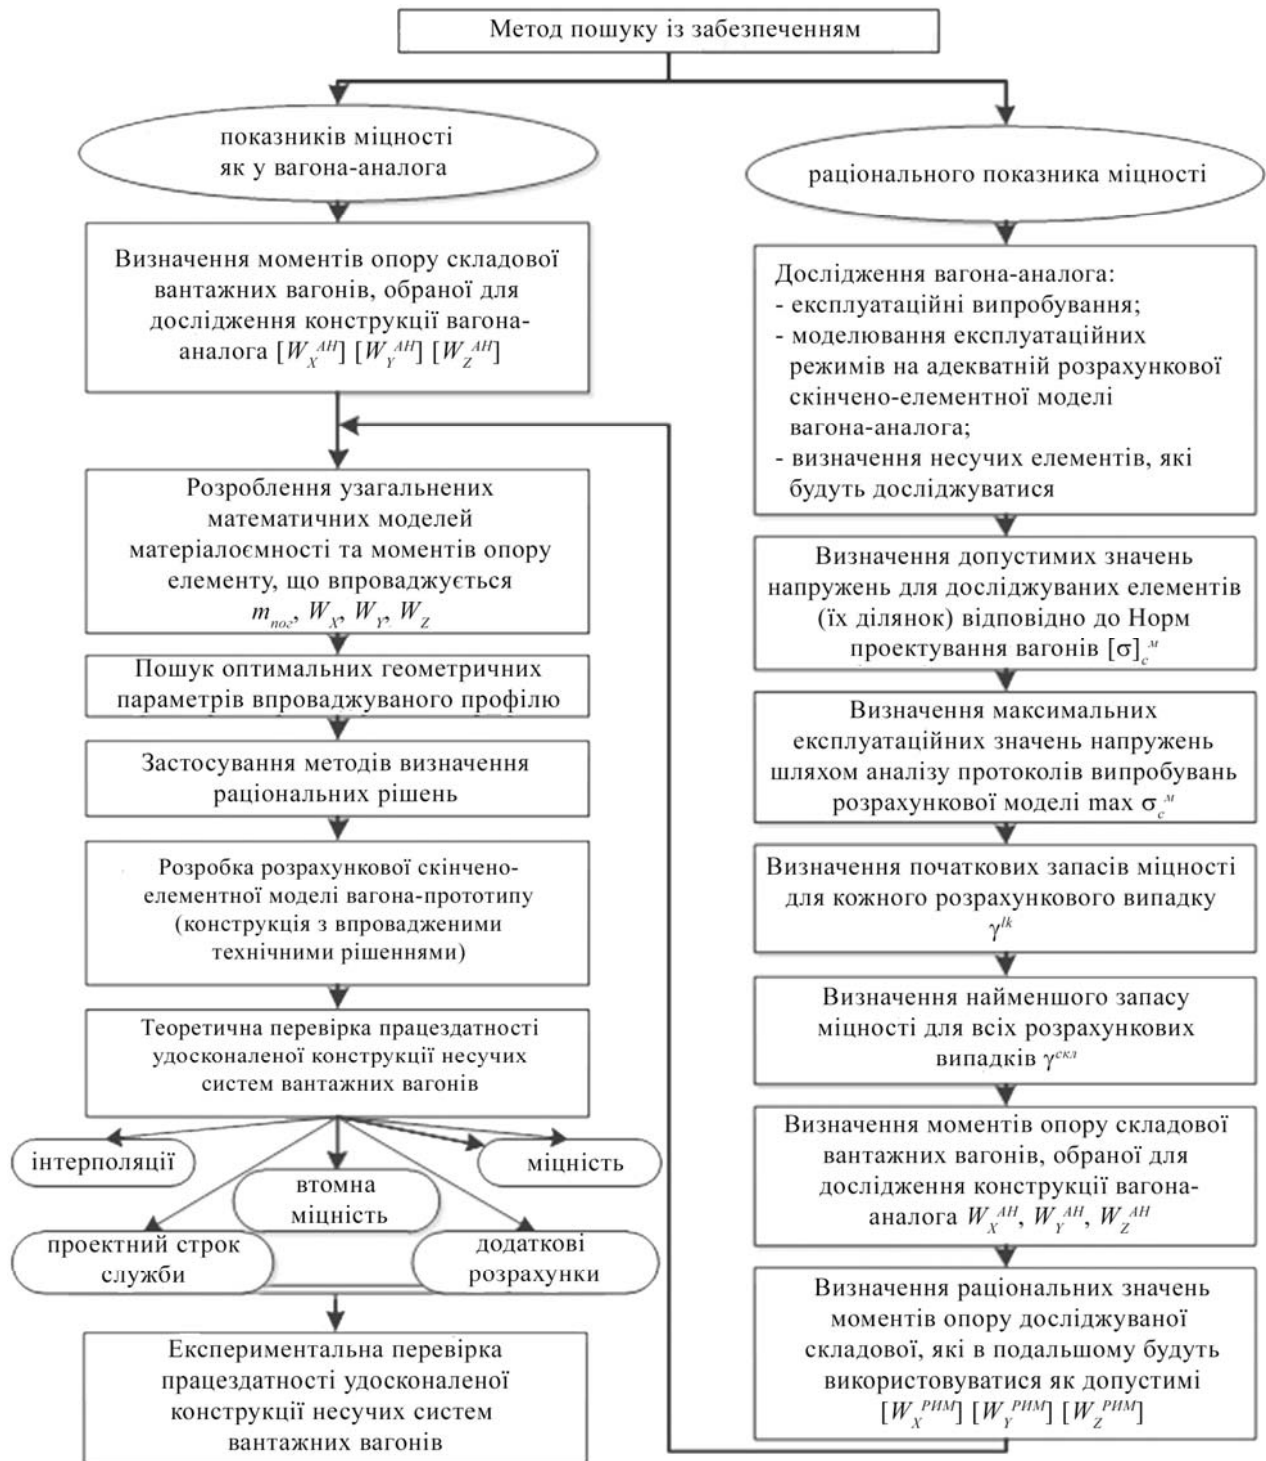 Метод пошуку із забезпеченням
показників міцності
як у вагона-аналога
Визначення моментів опору складової
вантажних вагонів, обраної для
дослідження конструкції вагона-
аналога [W_X^АН] [W_Y^АН] [W_Z^АН]
Розроблення узагальнених
математичних моделей
матеріалоємності та моментів опору
елементу, що впроваджується
m_пог, W_X, W_Y, W_Z
Пошук оптимальних геометричних
параметрів впроваджуваного профілю
Застосування методів визначення
раціональних рішень
Розробка розрахункової скінчено-
елементної моделі вагона-прототипу
(конструкція з впровадженими
технічними рішеннями)
Теоретична перевірка працездатності
удосконаленої конструкції несучих
систем вантажних вагонів
інтерполяції
втомна
міцність
міцність
проектний строк
служби
додаткові
розрахунки
Експериментальна перевірка
працездатності удосконаленої
конструкції несучих систем
вантажних вагонів
раціонального показника міцності
Дослідження вагона-аналога:
- експлуатаційні випробування;
- моделювання експлуатаційних
режимів на адекватній розрахункової
скінчено-елементної моделі
вагона-аналога;
- визначення несучих елементів, які
будуть досліджуватися
Визначення допустимих значень
напружень для досліджуваних елементів
(їх ділянок) відповідно до Норм
проектування вагонів [σ]_c^м
Визначення максимальних
експлуатаційних значень напружень
шляхом аналізу протоколів випробувань
розрахункової моделі max σ_c^м
Визначення початкових запасів міцності
для кожного розрахункового випадку
γ^lk
Визначення найменшого запасу
міцності для всіх розрахункових
випадків γ^скл
Визначення моментів опору складової
вантажних вагонів, обраної для
дослідження конструкції вагона-
аналога W_X^АН, W_Y^АН, W_Z^АН
Визначення раціональних значень
моментів опору досліджуваної
складової, які в подальшому будуть
використовуватися як допустимі
[W_X^РИМ] [W_Y^РИМ] [W_Z^РИМ]